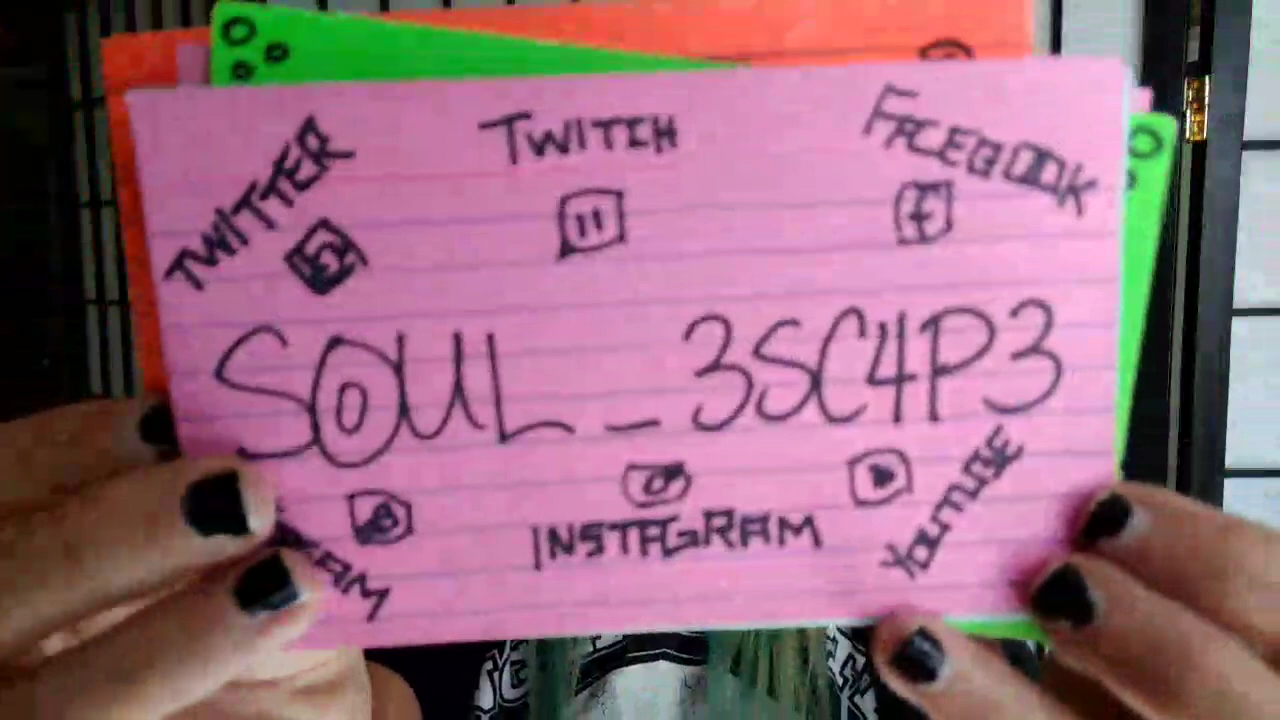 TWITTER
TWITCH
FACEBOOK
SOUL_3SC4P3
INSTAGRAM
YOUTUBE